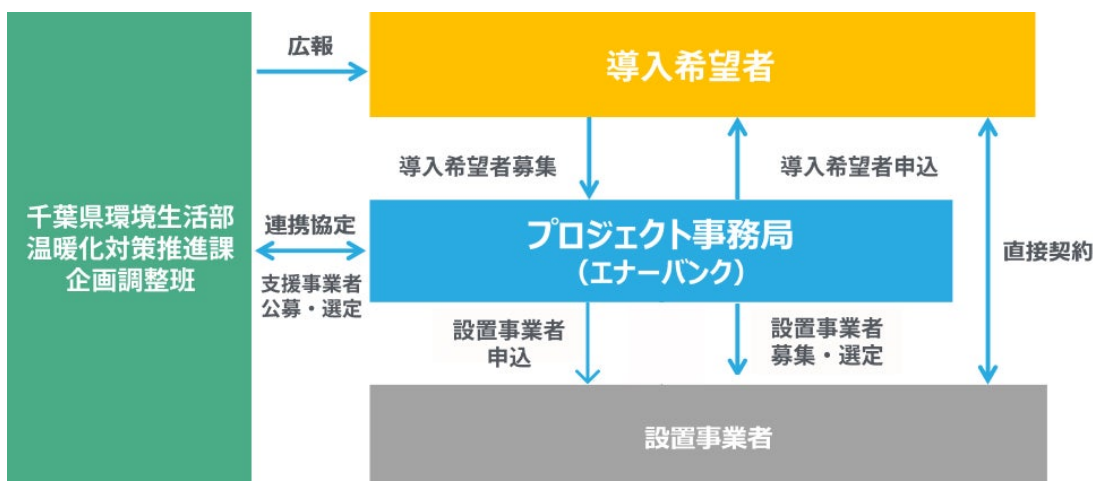 広報
導入希望者
導入希望者募集
導入希望者申込
千葉県環境生活部
温暖化対策推進課
企画調整班
連携協定
支援事業者
公募・選定
プロジェクト事務局
（エナーバンク）
直接契約
設置事業者
申込
設置事業者
募集・選定
設置事業者